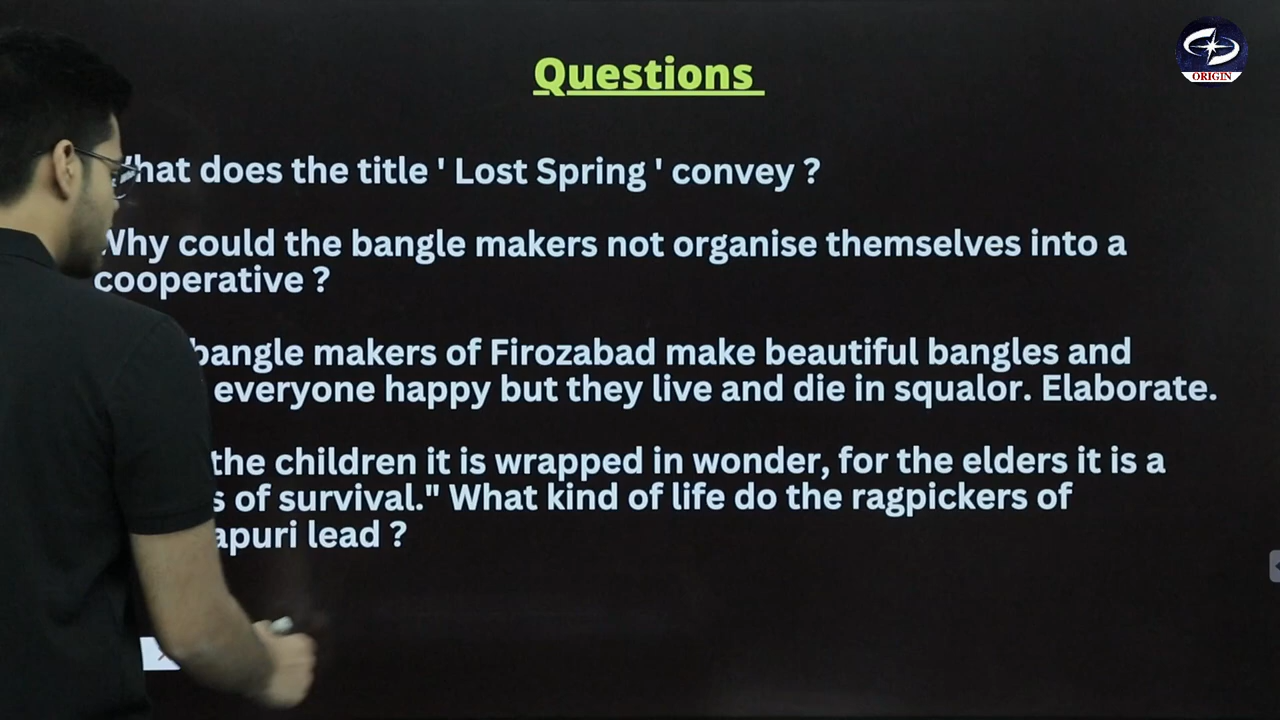 Questions
ORIGIN
What does the title ' Lost Spring ' convey ?
Why could the bangle makers not organise themselves into a
cooperative ?
bangle makers of Firozabad make beautiful bangles and
everyone happy but they live and die in squalor. Elaborate.
the children it is wrapped in wonder, for the elders it is a
of survival." What kind of life do the ragpickers of
lead ?